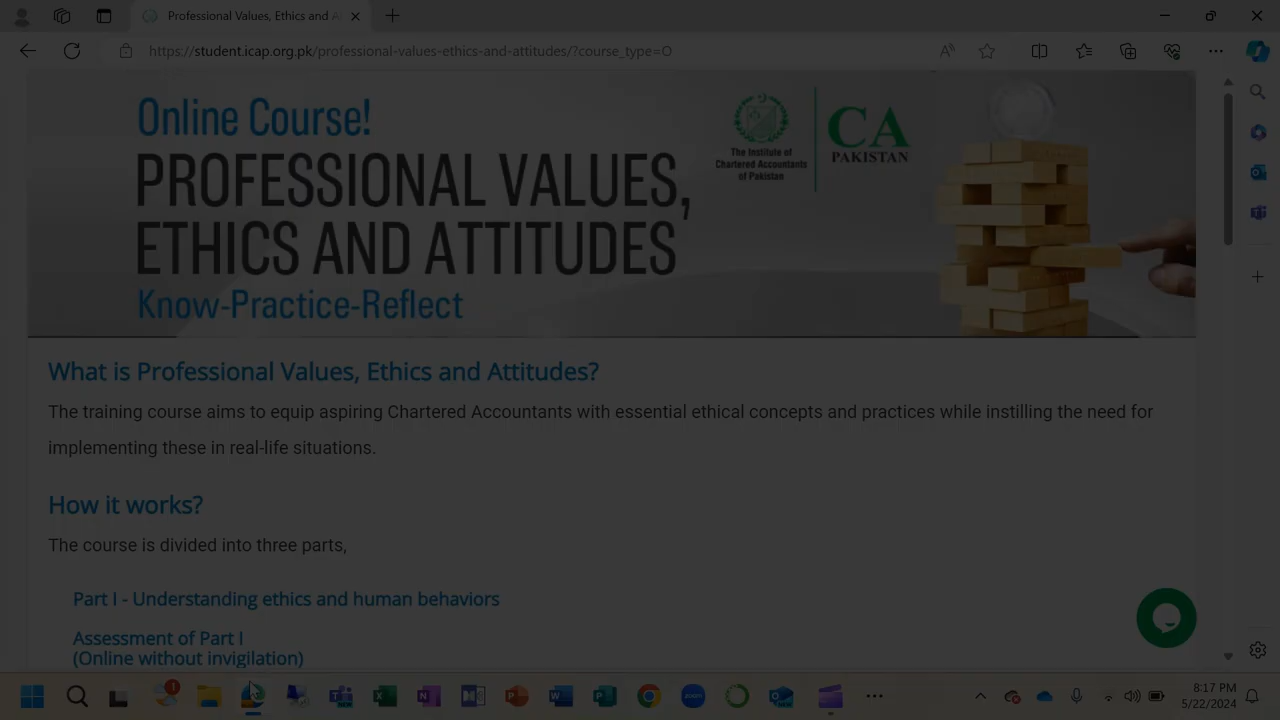 Professional Values, Ethics and A
https://student.icap.org.pk/professional-values-ethics-and-attitudes/?course_type=O
Online Course!
PROFESSIONAL VALUES,
ETHICS AND ATTITUDES
Know-Practice-Reflect
The Institute of
Chartered Accountants
of Pakistan
CA
PAKISTAN
What is Professional Values, Ethics and Attitudes?
The training course aims to equip aspiring Chartered Accountants with essential ethical concepts and practices while instilling the need for
implementing these in real-life situations.
How it works?
The course is divided into three parts,
Part I - Understanding ethics and human behaviors
Assessment of Part I
(Online without invigilation)
1
zoom
8:17 PM
5/22/2024